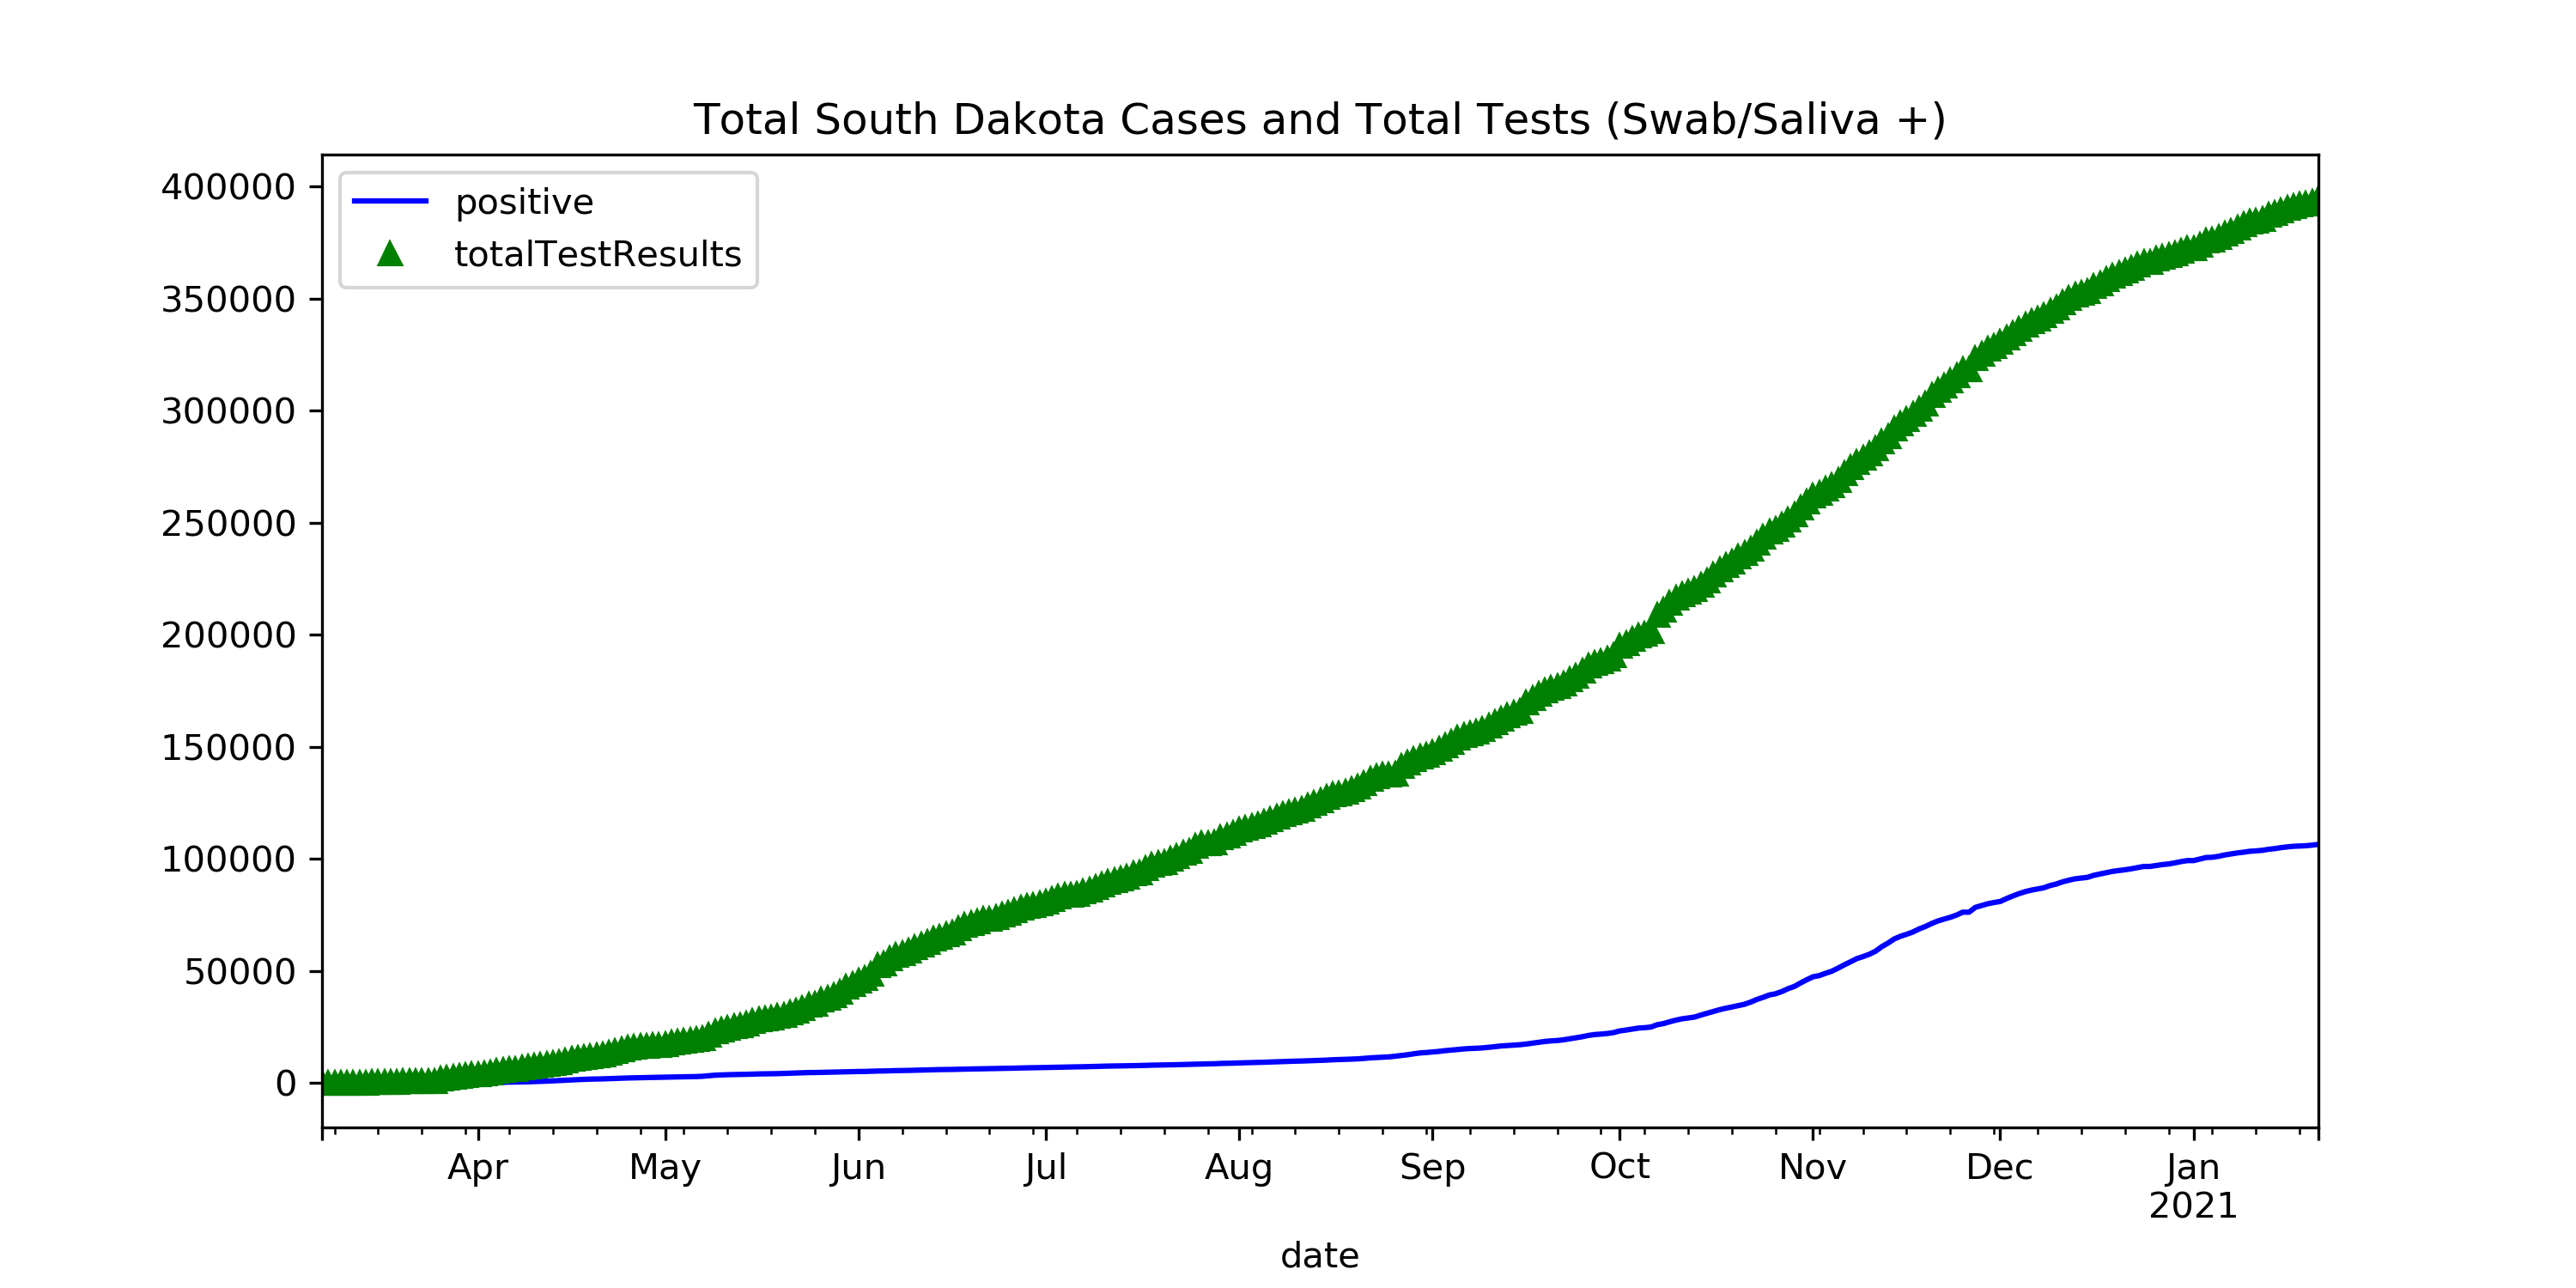 Total South Dakota Cases and Total Tests (Swab/Saliva +)
positive
totalTestResults
400000
350000
300000
250000
200000
150000
100000
50000
0
Apr May Jun Jul Aug Sep Oct Nov Dec Jan
2021
date